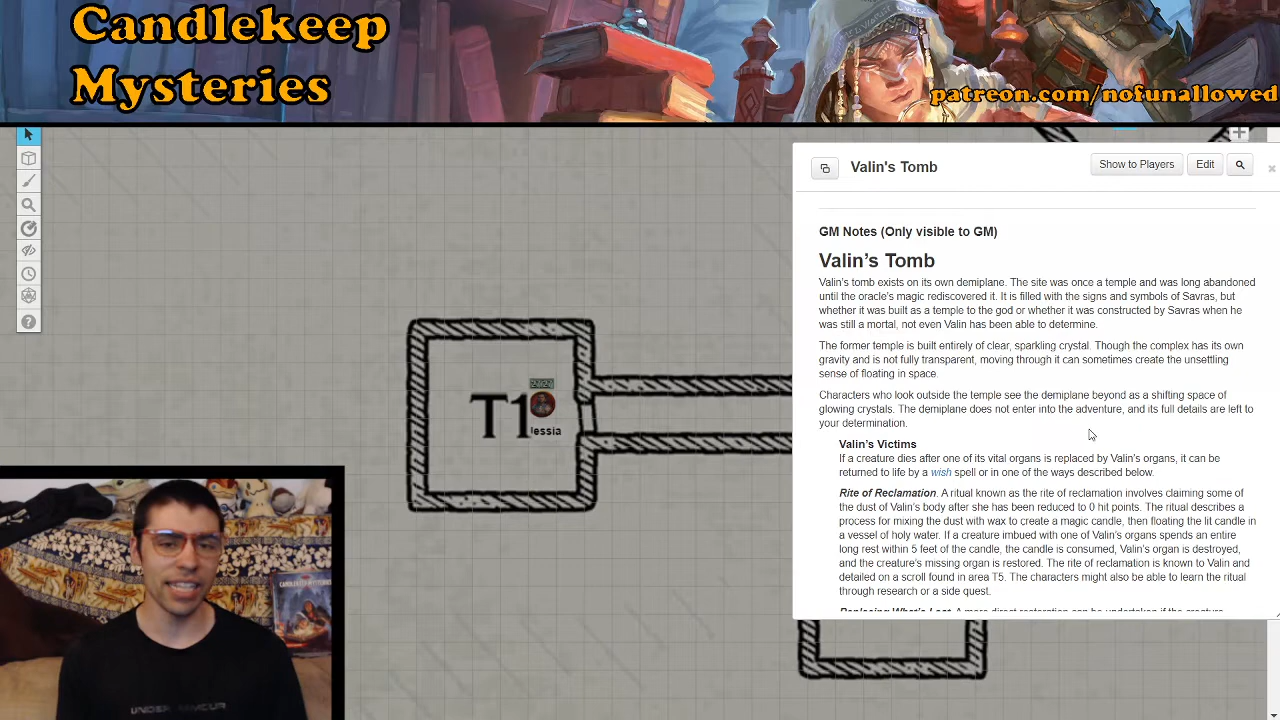 Candlekeep
Mysteries
patreon.com/nofunallowed
Valin's Tomb
Show to Players
Edit
GM Notes (Only visible to GM)
Valin's Tomb
Valin's tomb exists on its own demiplane. The site was once a temple and was long abandoned
until the oracle's magic rediscovered it. It is filled with the signs and symbols of Savras, but
whether it was built as a temple to the god or whether it was constructed by Savras when he
was still a mortal, not even Valin has been able to determine.
The former temple is built entirely of clear, sparkling crystal. Though the complex has its own
gravity and is not fully transparent, moving through it can sometimes create the unsettling
sense of floating in space.
Characters who look outside the temple see the demiplane beyond as a shifting space of
glowing crystals. The demiplane does not enter into the adventure, and its full details are left to
your determination.
Valin's Victims
If a creature dies after one of its vital organs is replaced by Valin's organs, it can be
returned to life by a wish spell or in one of the ways described below.
Rite of Reclamation. A ritual known as the rite of reclamation involves claiming some of
the dust of Valin's body after she has been reduced to 0 hit points. The ritual describes a
process for mixing the dust with wax to create a magic candle, then floating the lit candle in
a vessel of holy water. If a creature imbued with one of Valin's organs spends an entire
long rest within 5 feet of the candle, the candle is consumed, Valin's organ is destroyed,
and the creature's missing organ is restored. The rite of reclamation is known to Valin and
detailed on a scroll found in area T5. The characters might also be able to learn the ritual
through research or a side quest.
T1
lessia
UNDER ARMOUR